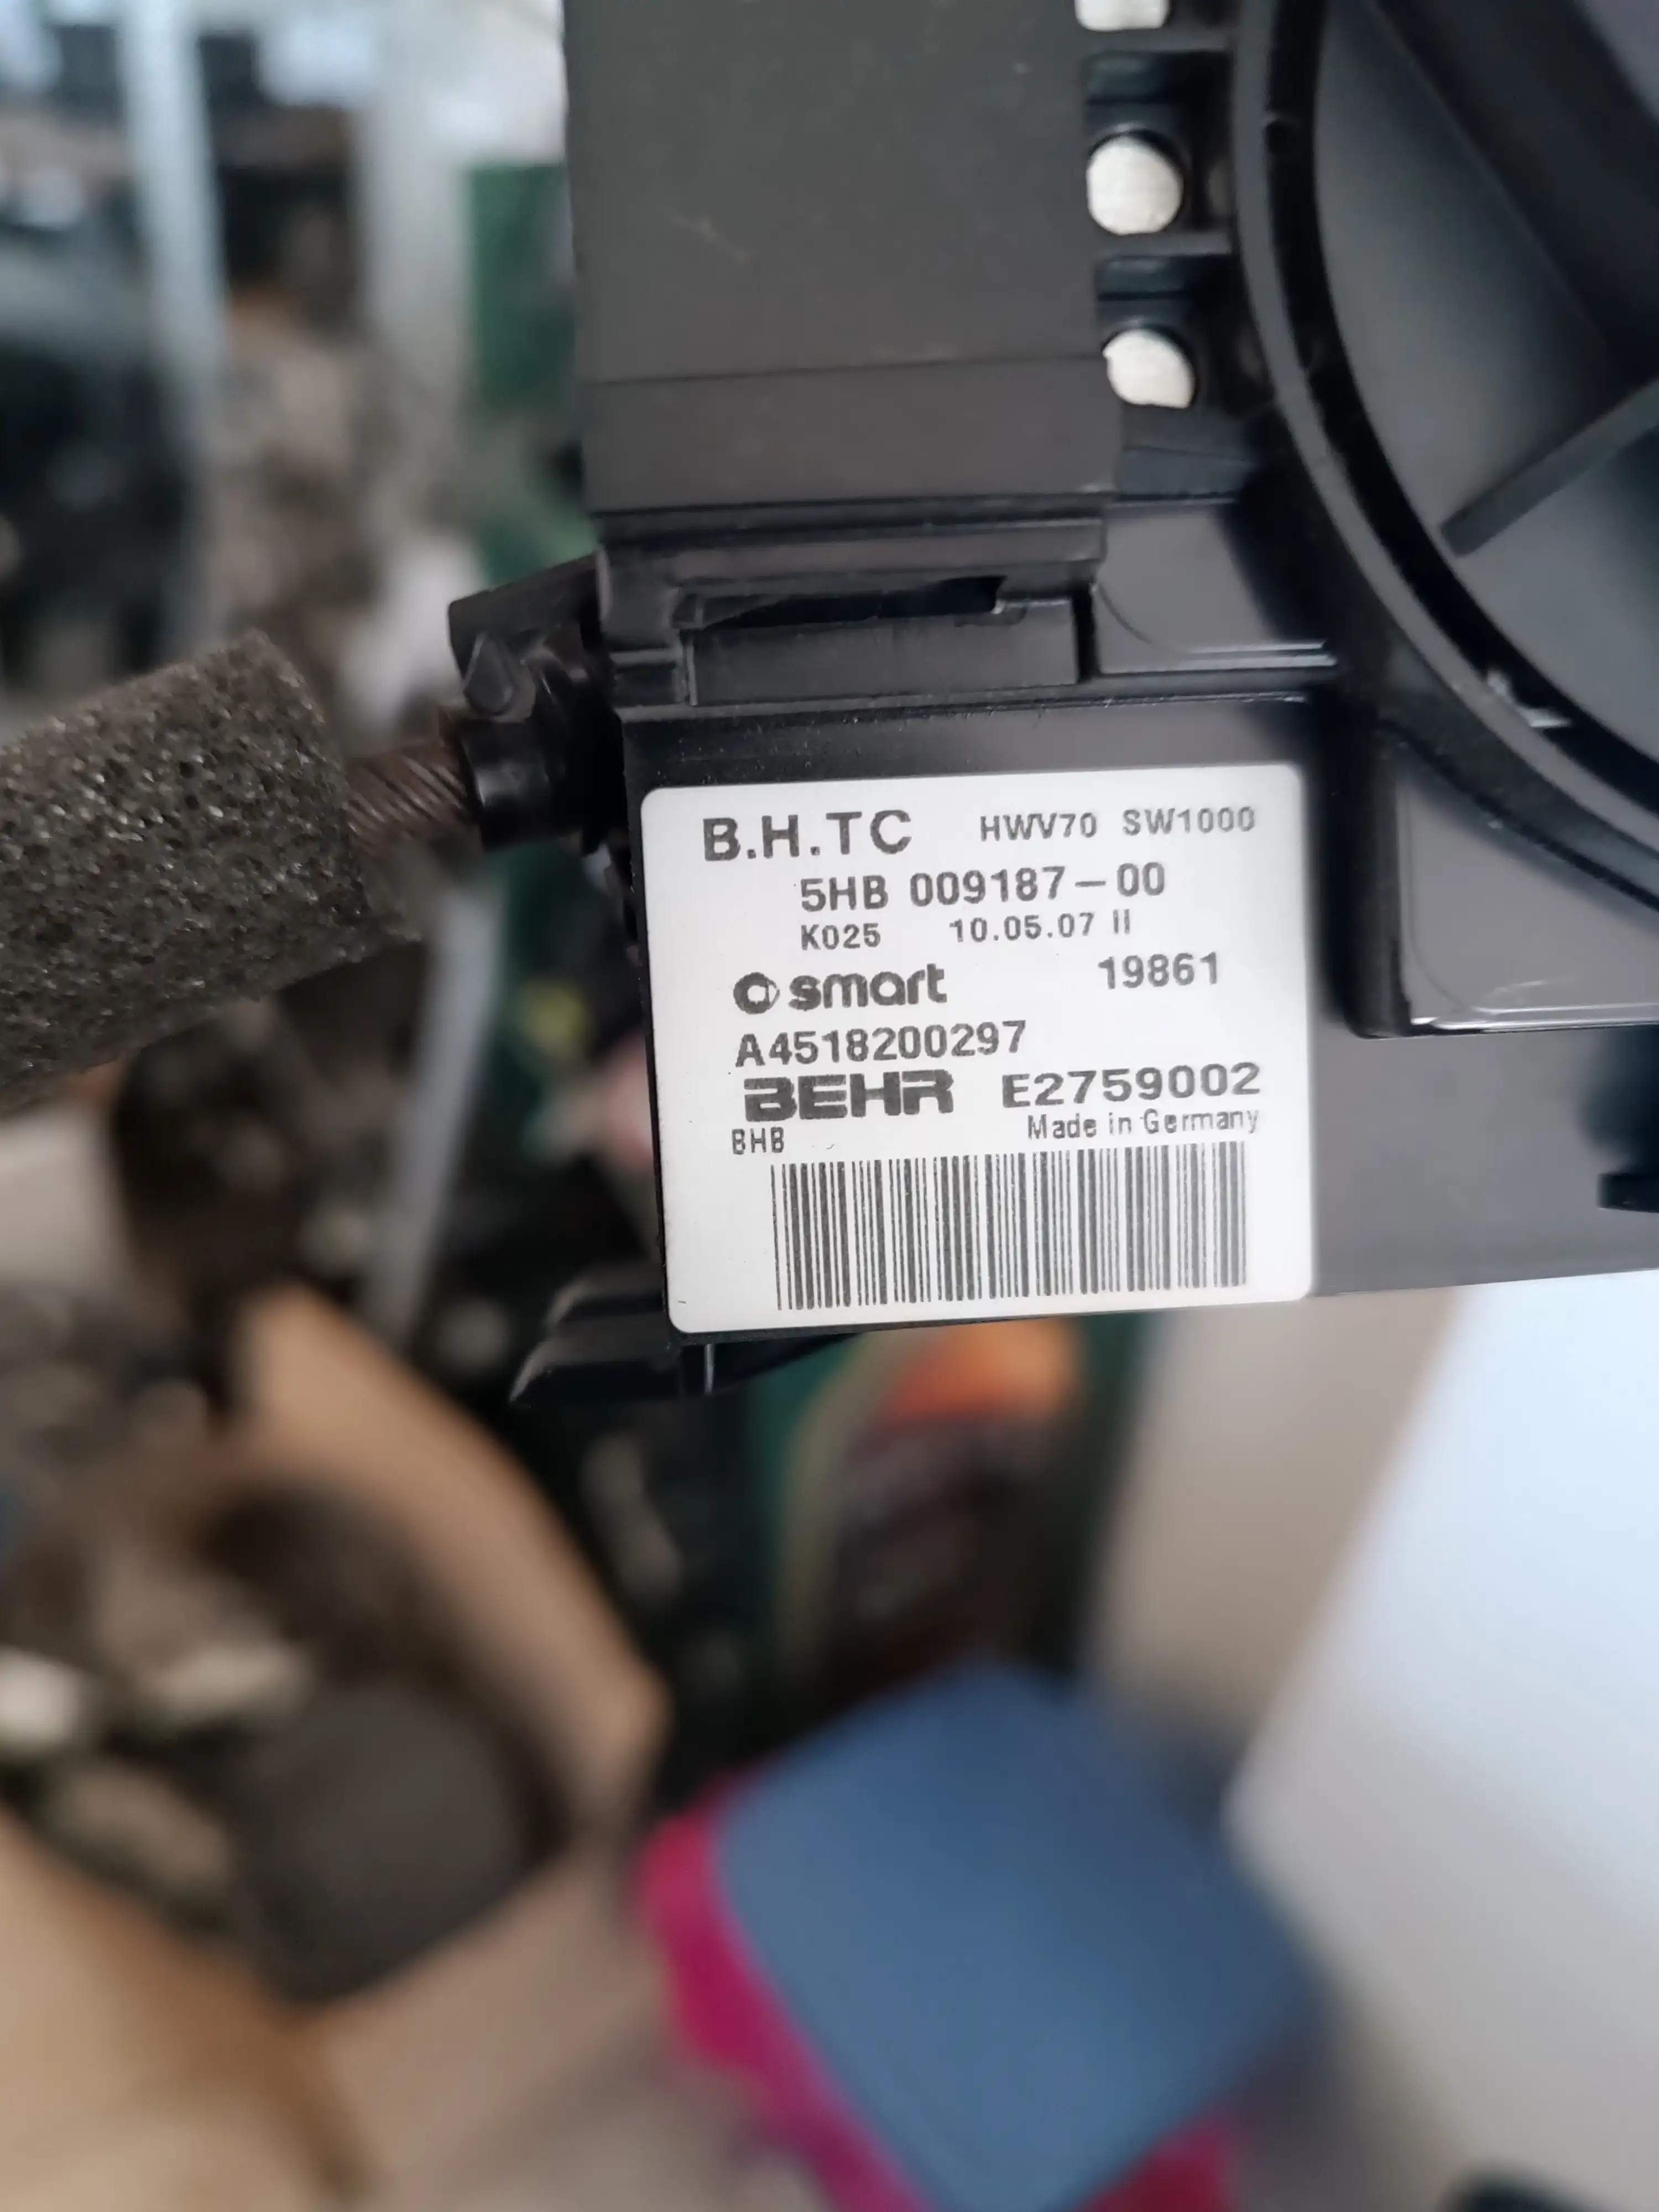 B.H.TC HWV70 SW1000
5HB 009187-00
K025 10.05.07 II
smart 19861
A4518200297
BEHR E2759002
BHB Made in Germany